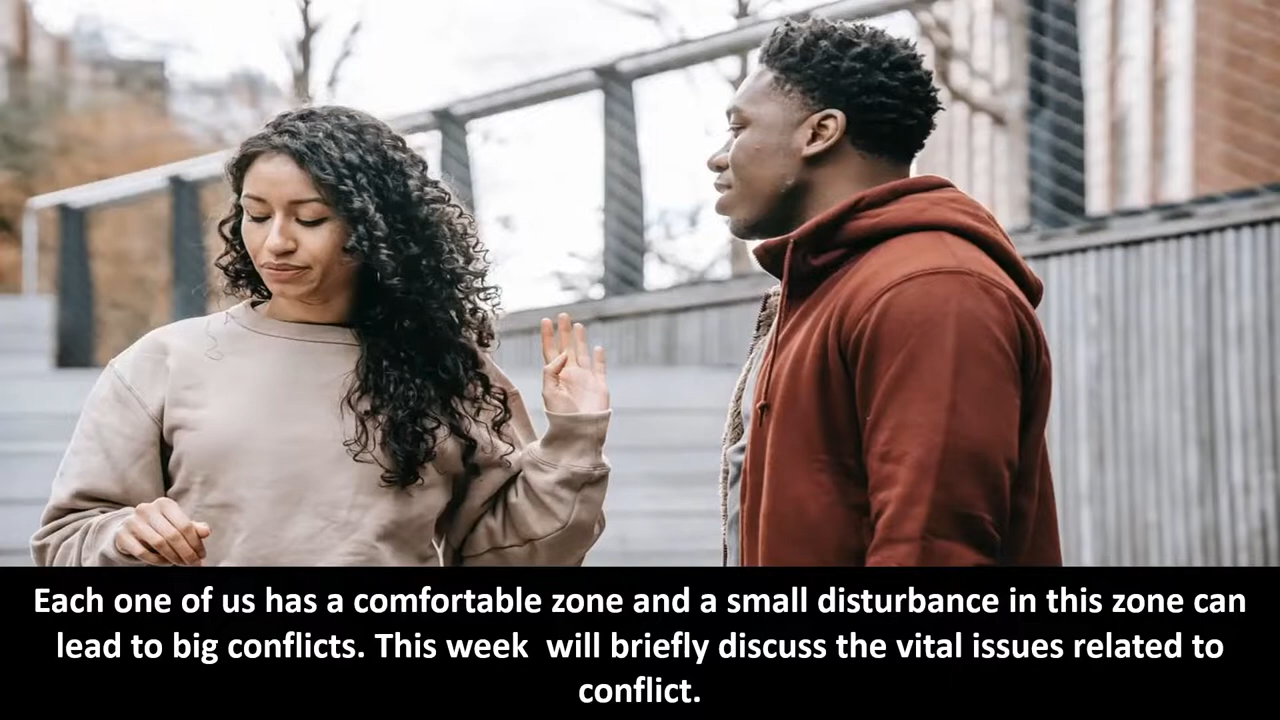 Each one of us has a comfortable zone and a small disturbance in this zone can
lead to big conflicts. This week  will briefly discuss the vital issues related to
conflict.